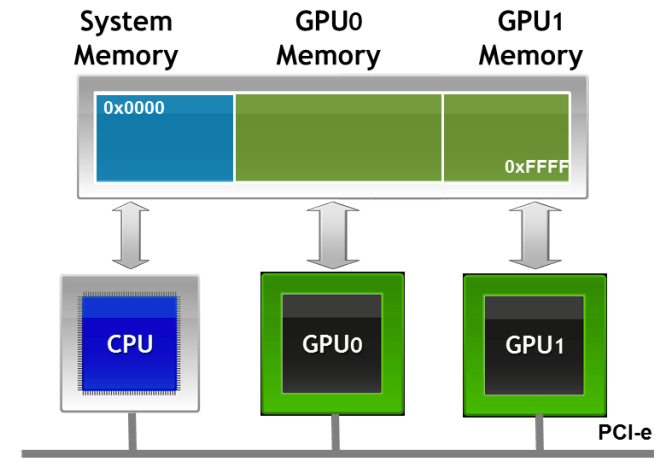 System Memory
GPU0 Memory
GPU1 Memory
0x0000
0xFFFF
CPU
GPU0
GPU1
PCI-e